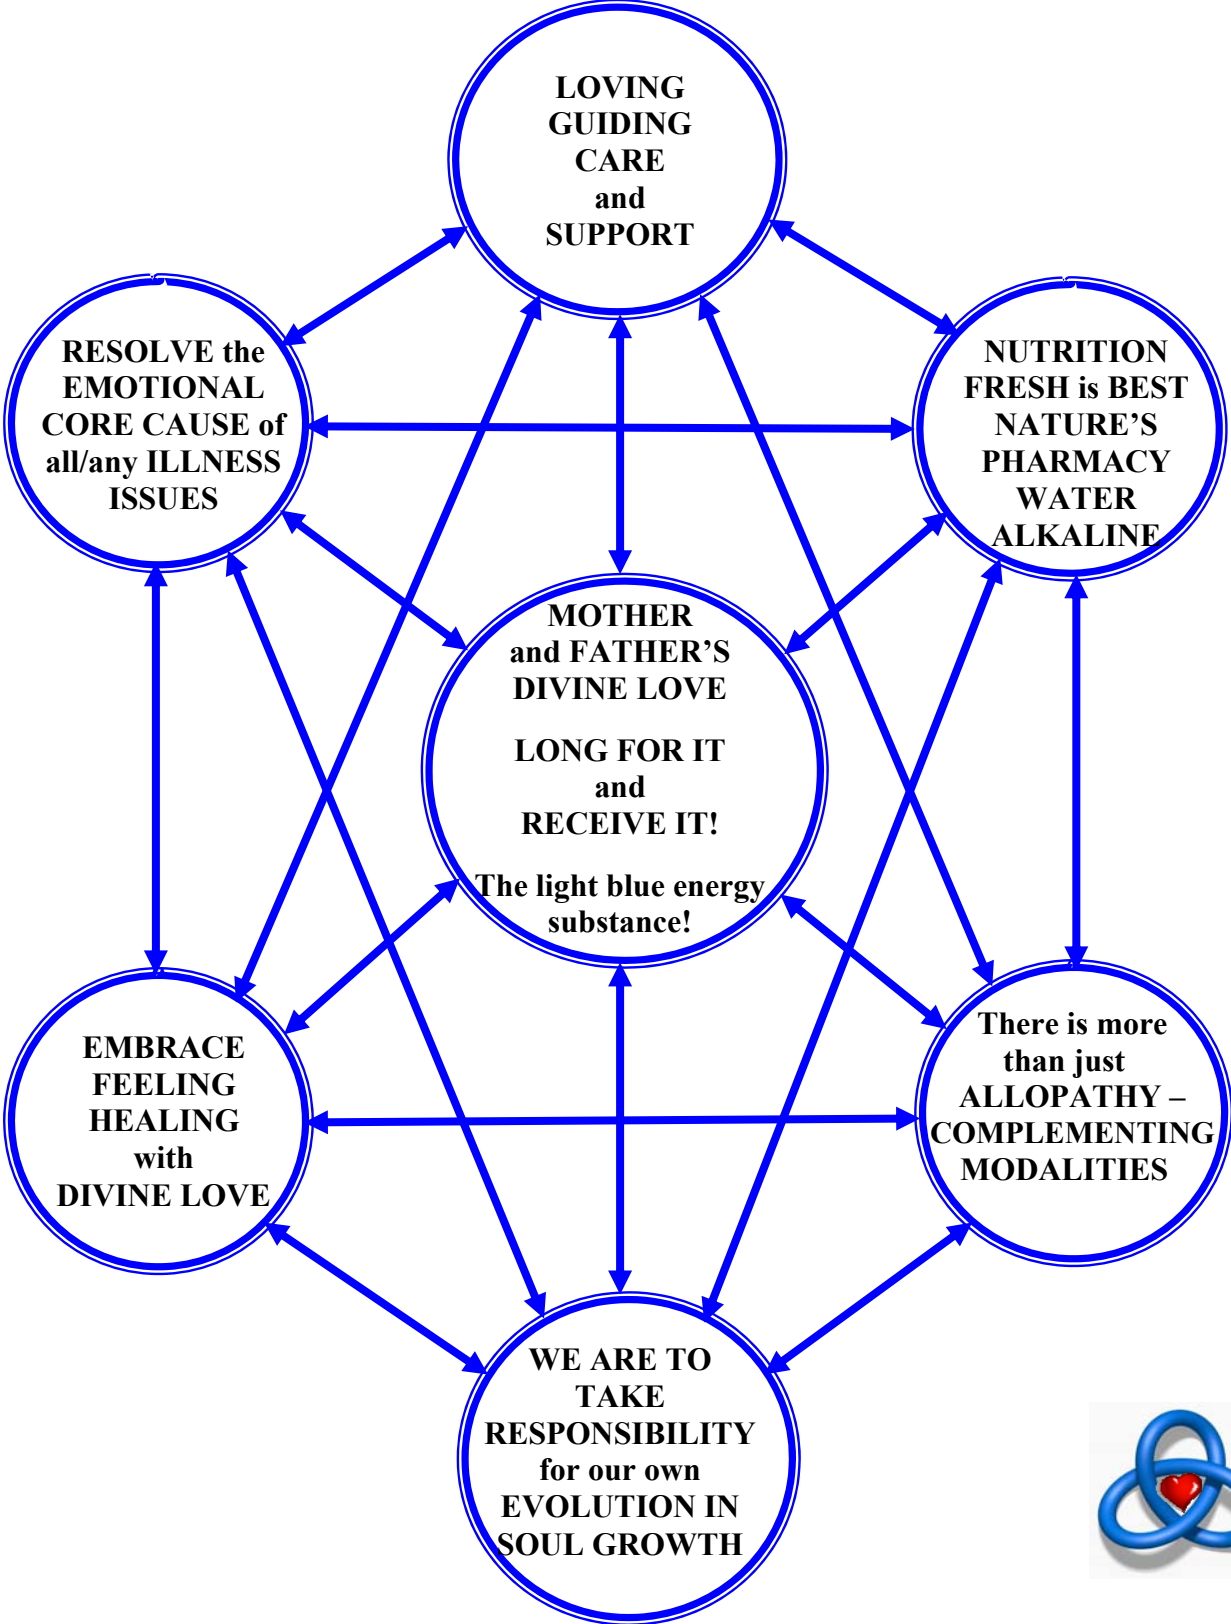 LOVING
GUIDING
CARE
and
SUPPORT
RESOLVE the
EMOTIONAL
CORE CAUSE of
all/any ILLNESS
ISSUES
NUTRITION
FRESH is BEST
NATURE’S
PHARMACY
WATER
ALKALINE
MOTHER
and FATHER’S
DIVINE LOVE
LONG FOR IT
and
RECEIVE IT!
The light blue energy
substance!
EMBRACE
FEELING
HEALING
with
DIVINE LOVE
There is more
than just
ALLOPATHY –
COMPLEMENTING
MODALITIES
WE ARE TO
TAKE
RESPONSIBILITY
for our own
EVOLUTION IN
SOUL GROWTH